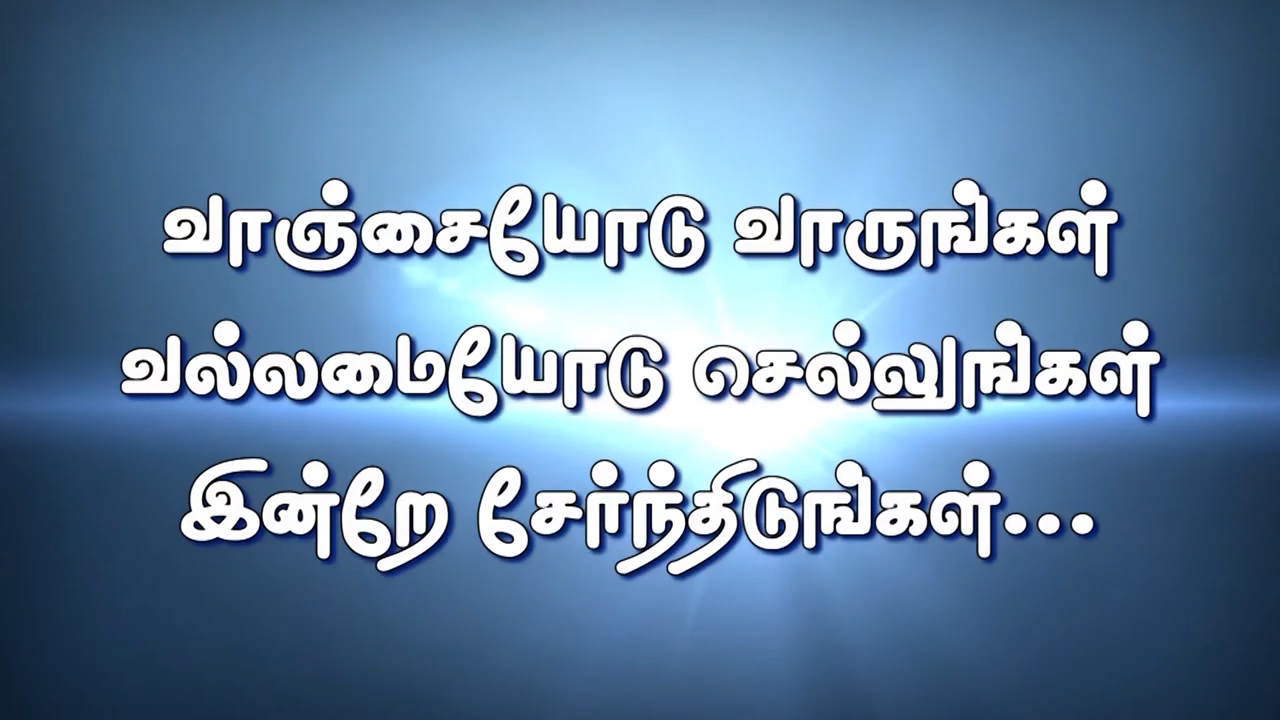 வாஞ்சையோடு வாருங்கள்
வல்லமையோடு செல்லுங்கள்
இன்றே சேர்ந்திடுங்கள்...